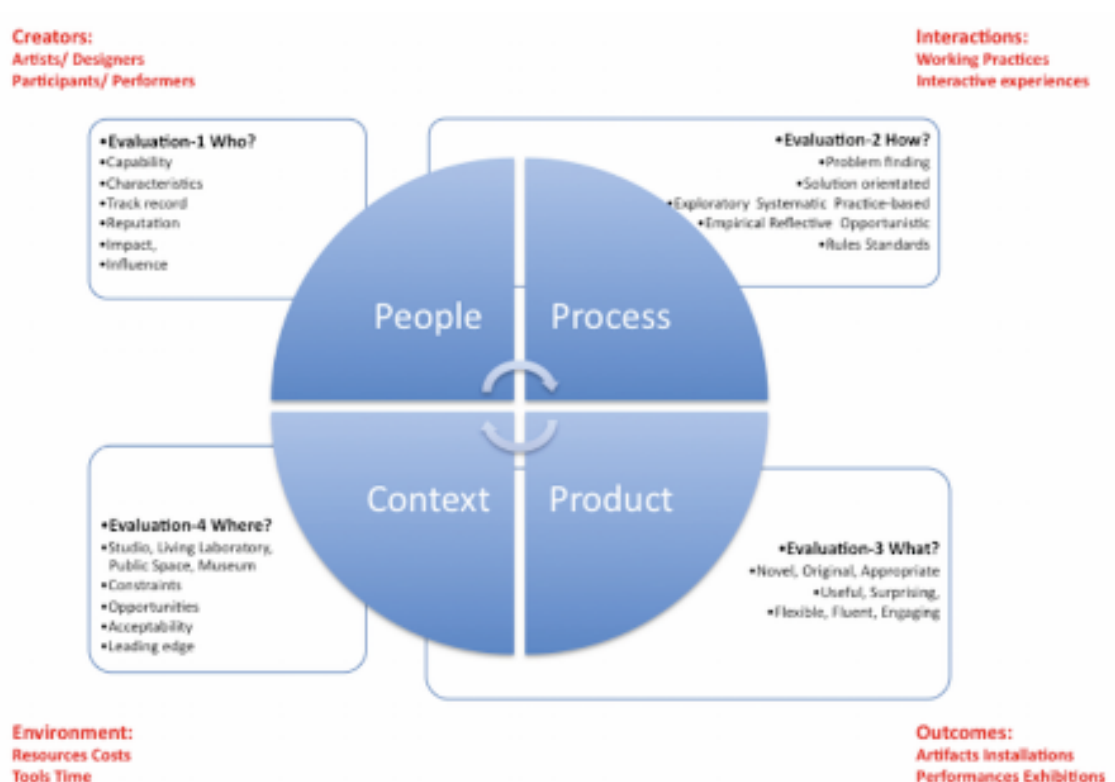 Creators:
Artists/ Designers
Participants/ Performers
Interactions:
Working Practices
Interactive experiences
•Evaluation-1 Who?
•Capability
•Characteristics
•Track record
•Reputation
•Impact,
•Influence
•Evaluation-2 How?
•Problem finding
•Solution orientated
•Exploratory Systematic Practice-based
•Empirical Reflective Opportunistic
•Rules Standards
People
Process
Context
Product
•Evaluation-4 Where?
•Studio, Living Laboratory,
Public Space, Museum
•Constraints
•Opportunities
•Acceptability
•Leading edge
•Evaluation-3 What?
•Novel, Original, Appropriate
•Useful, Surprising,
•Flexible, Fluent, Engaging
Environment:
Resources Costs
Tools Time
Outcomes:
Artifacts Installations
Performances Exhibitions